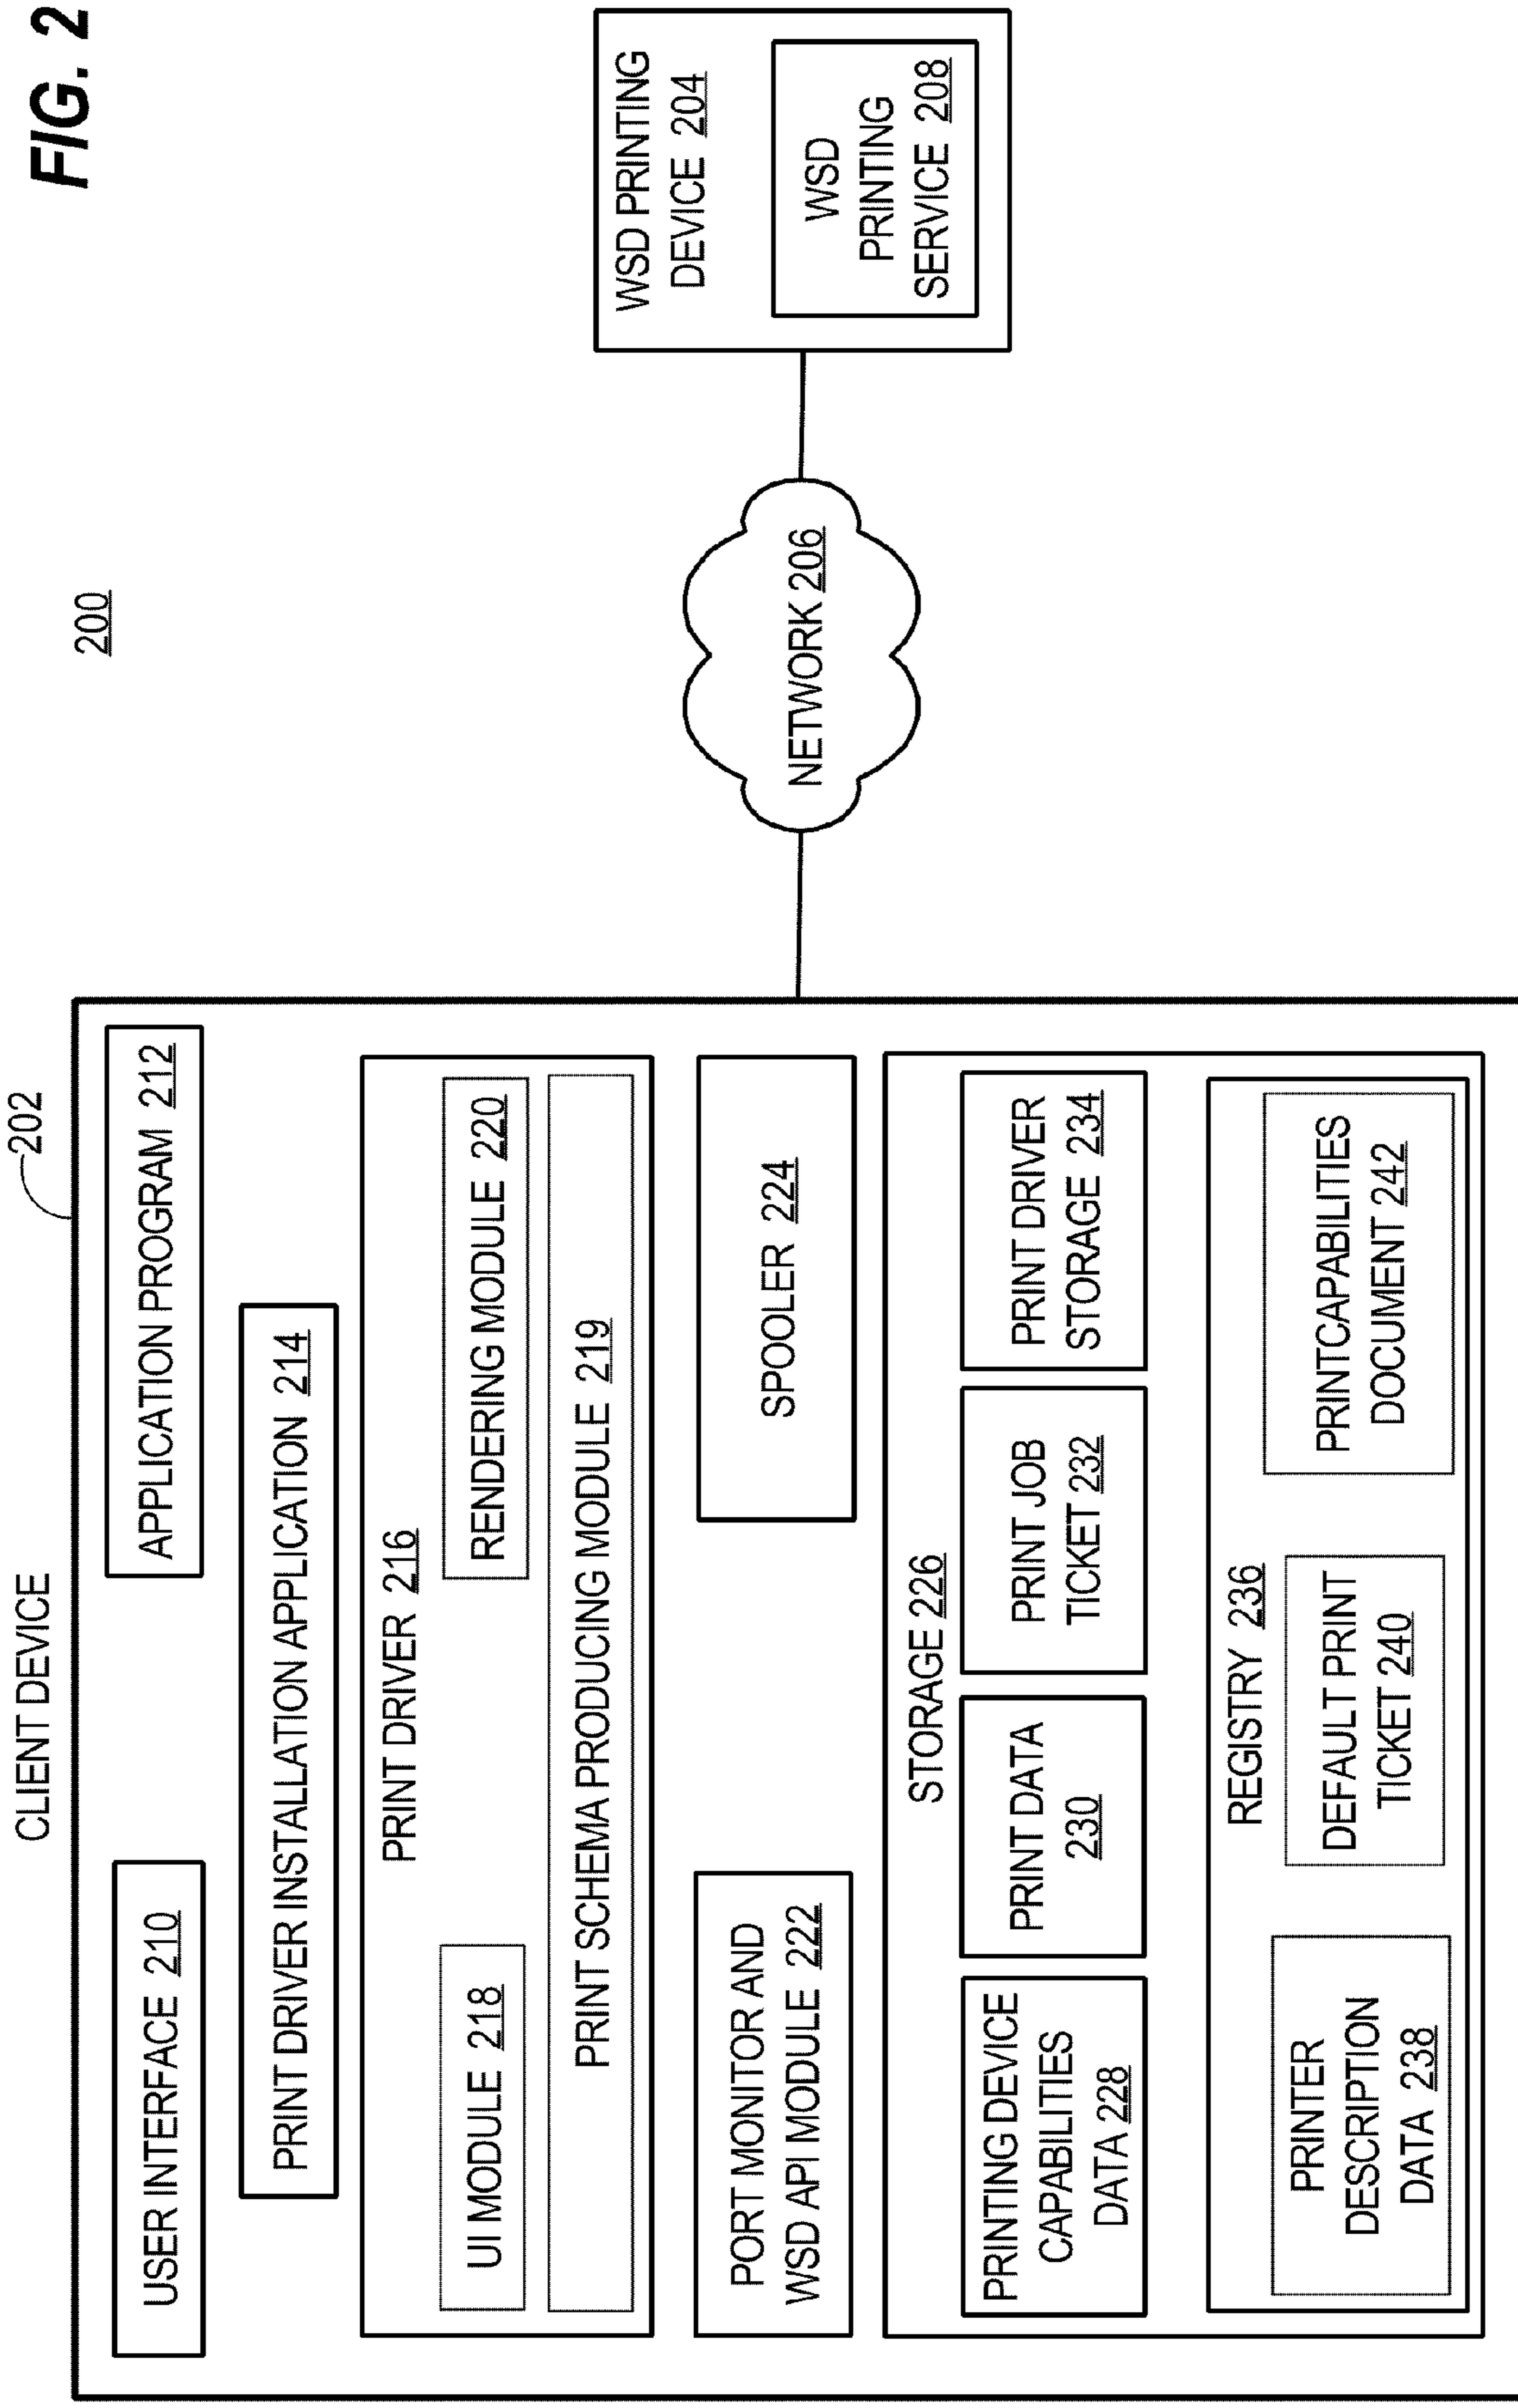 FIG. 2
200
CLIENT DEVICE
202
USER INTERFACE 210
APPLICATION PROGRAM 212
PRINT DRIVER INSTALLATION APPLICATION 214
PRINT DRIVER 216
UI MODULE 218
RENDERING MODULE 220
PRINT SCHEMA PRODUCING MODULE 219
PORT MONITOR AND
WSD API MODULE 222
SPOOLER 224
STORAGE 226
PRINTING DEVICE
CAPABILITIES
DATA 228
PRINT DATA
230
PRINT JOB
TICKET 232
PRINT DRIVER
STORAGE 234
REGISTRY 236
PRINTER
DESCRIPTION
DATA 238
DEFAULT PRINT
TICKET 240
PRINTCAPABILITIES
DOCUMENT 242
NETWORK 206
WSD PRINTING
DEVICE 204
WSD
PRINTING
SERVICE 208